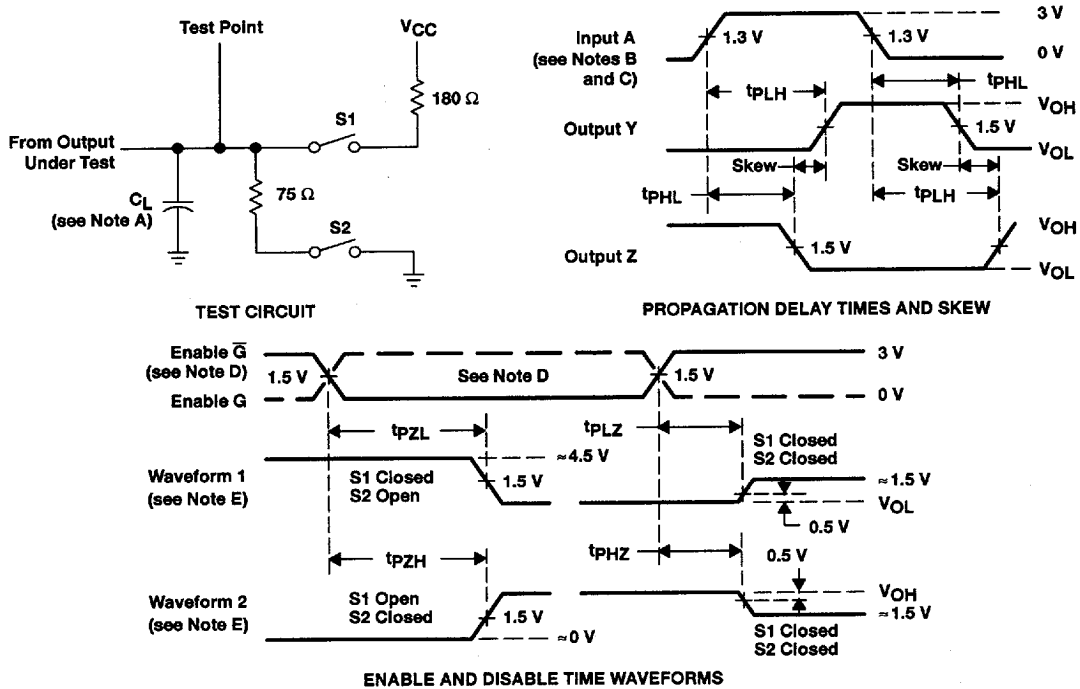 Test Point
VCC
180 Ω
S1
From Output
Under Test
CL
(see Note A)
75 Ω
S2
TEST CIRCUIT
Input A
(see Notes B
and C)
1.3 V
1.3 V
3 V
0 V
tPLH
tPHL
Output Y
1.5 V
VOH
VOL
Skew
Skew
tPHL
tPLH
Output Z
1.5 V
VOH
VOL
PROPAGATION DELAY TIMES AND SKEW
Enable G̅
(see Note D)
Enable G
1.5 V
See Note D
1.5 V
3 V
0 V
tPZL
tPLZ
Waveform 1
(see Note E)
S1 Closed
S2 Open
≈4.5 V
1.5 V
S1 Closed
S2 Closed
≈1.5 V
VOL
0.5 V
tPZH
tPHZ
0.5 V
Waveform 2
(see Note E)
S1 Open
S2 Closed
1.5 V
≈0 V
VOH
≈1.5 V
S1 Closed
S2 Closed
ENABLE AND DISABLE TIME WAVEFORMS